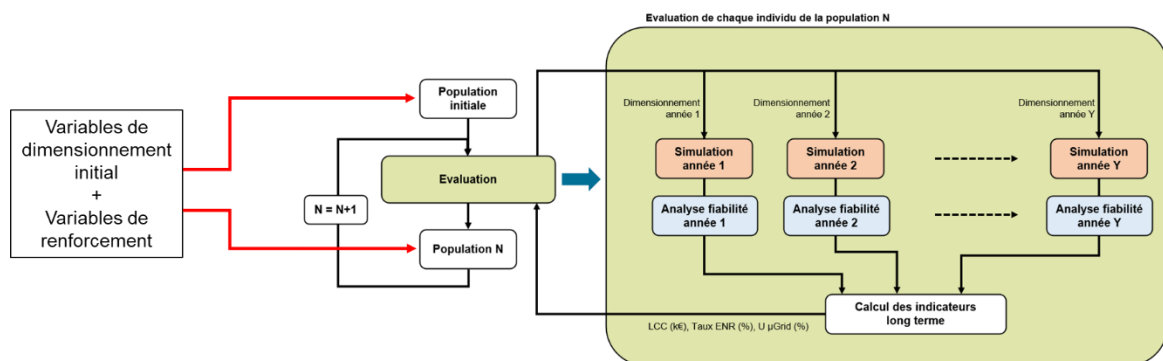 Evaluation de chaque individu de la population N
Variables de
dimensionnement
initial
+
Variables de
renforcement
Population
initiale
Evaluation
N = N+1
Population N
Dimensionnement
année 1
Dimensionnement
année 2
Dimensionnement
année Y
Simulation
année 1
Simulation
année 2
Simulation
année Y
Analyse fiabilité
année 1
Analyse fiabilité
année 2
Analyse fiabilité
année Y
Calcul des indicateurs
long terme
LCC (k€), Taux ENR (%), U µGrid (%)